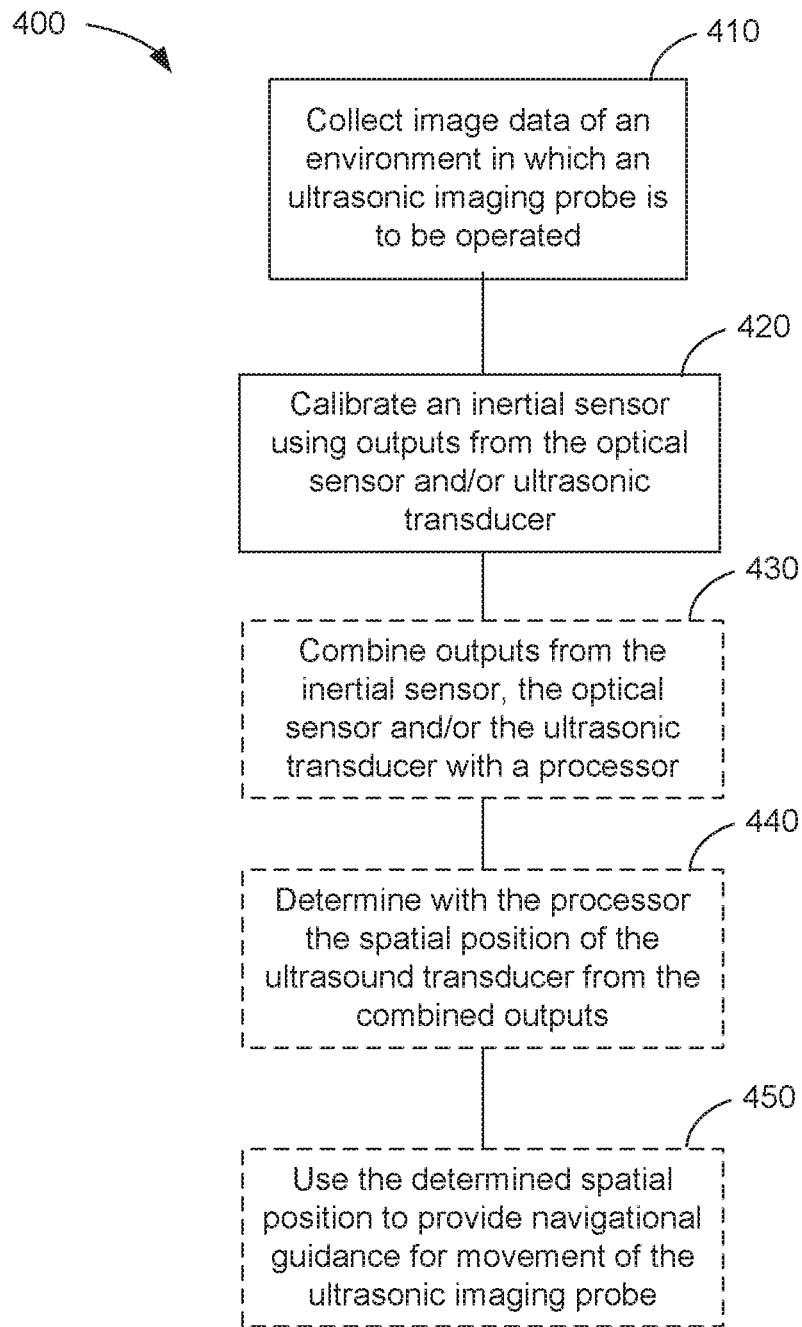 400
410
Collect image data of an
environment in which an
ultrasonic imaging probe is
to be operated
420
Calibrate an inertial sensor
using outputs from the optical
sensor and/or ultrasonic
transducer
430
Combine outputs from the
inertial sensor, the optical
sensor and/or the ultrasonic
transducer with a processor
440
Determine with the processor
the spatial position of the
ultrasound transducer from the
combined outputs
450
Use the determined spatial
position to provide navigational
guidance for movement of the
ultrasonic imaging probe